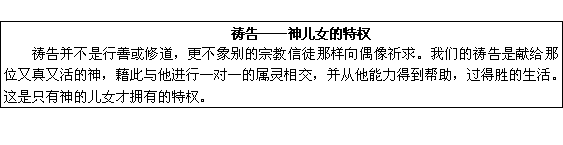 祷告——神儿女的特权
祷告并不是行善或修道，更不象别的宗教信徒那样向偶像祈求。我们的祷告是献给那
位又真又活的神，藉此与他进行一对一的属灵相交，并从他能力得到帮助，过得胜的生活。
这是只有神的儿女才拥有的特权。